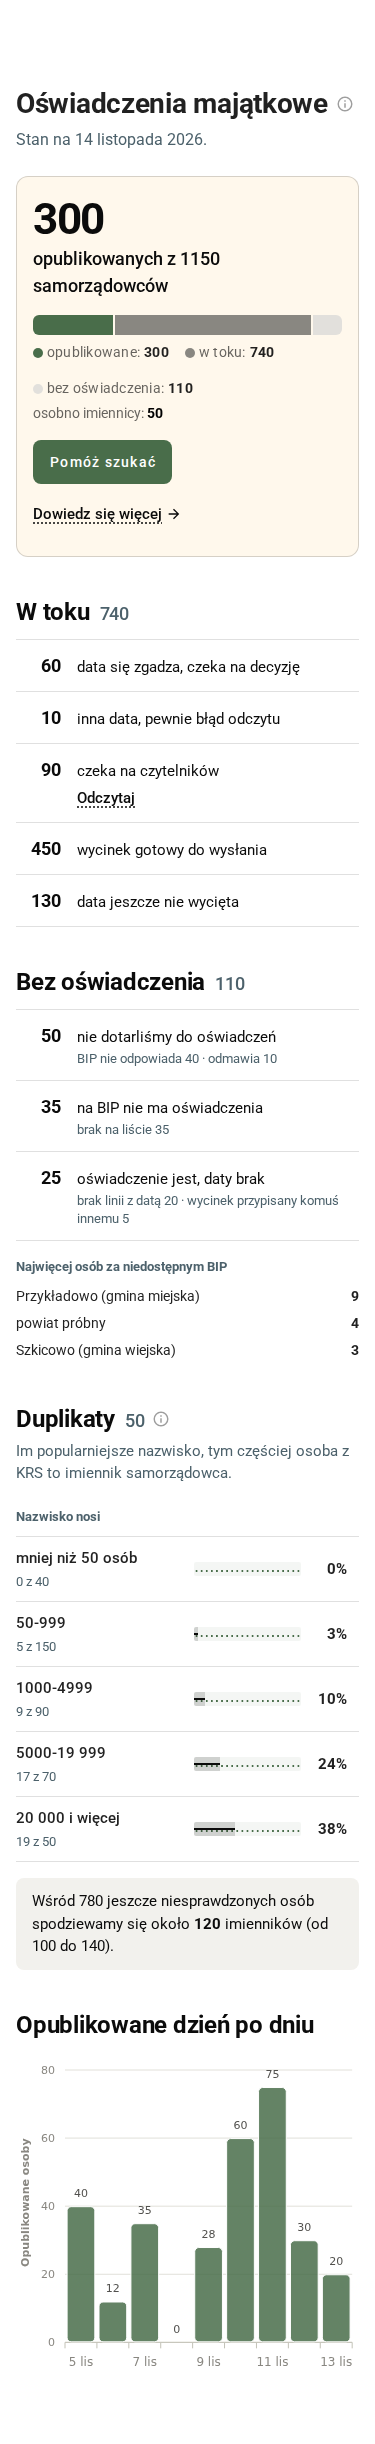 Oświadczenia majątkowe
Stan na 14 listopada 2026.
300
opublikowanych z 1150
samorządowców
opublikowane: 300 w toku: 740
bez oświadczenia: 110
osobno imiennicy: 50
Pomóż szukać
Dowiedz się więcej →
W toku 740
60 data się zgadza, czeka na decyzję
10 inna data, pewnie błąd odczytu
90 czeka na czytelników
Odczytaj
450 wycinek gotowy do wysłania
130 data jeszcze nie wycięta
Bez oświadczenia 110
50 nie dotarliśmy do oświadczeń
BIP nie odpowiada 40 · odmawia 10
35 na BIP nie ma oświadczenia
brak na liście 35
25 oświadczenie jest, daty brak
brak linii z datą 20 · wycinek przypisany komuś
innemu 5
Najwięcej osób za niedostępnym BIP
Przykładowo (gmina miejska) 9
powiat próbny 4
Szkicowo (gmina wiejska) 3
Duplikaty 50
Im popularniejsze nazwisko, tym częściej osoba z
KRS to imiennik samorządowca.
Nazwisko nosi
mniej niż 50 osób
0 z 40
0%
50-999
5 z 150
3%
1000-4999
9 z 90
10%
5000-19 999
17 z 70
24%
20 000 i więcej
19 z 50
38%
Wśród 780 jeszcze niesprawdzonych osób
spodziewamy się około 120 imienników (od
100 do 140).
Opublikowane dzień po dniu
Opublikowane osoby
80
60
40
20
0
40
12
35
0
28
60
75
30
20
5 lis 7 lis 9 lis 11 lis 13 lis